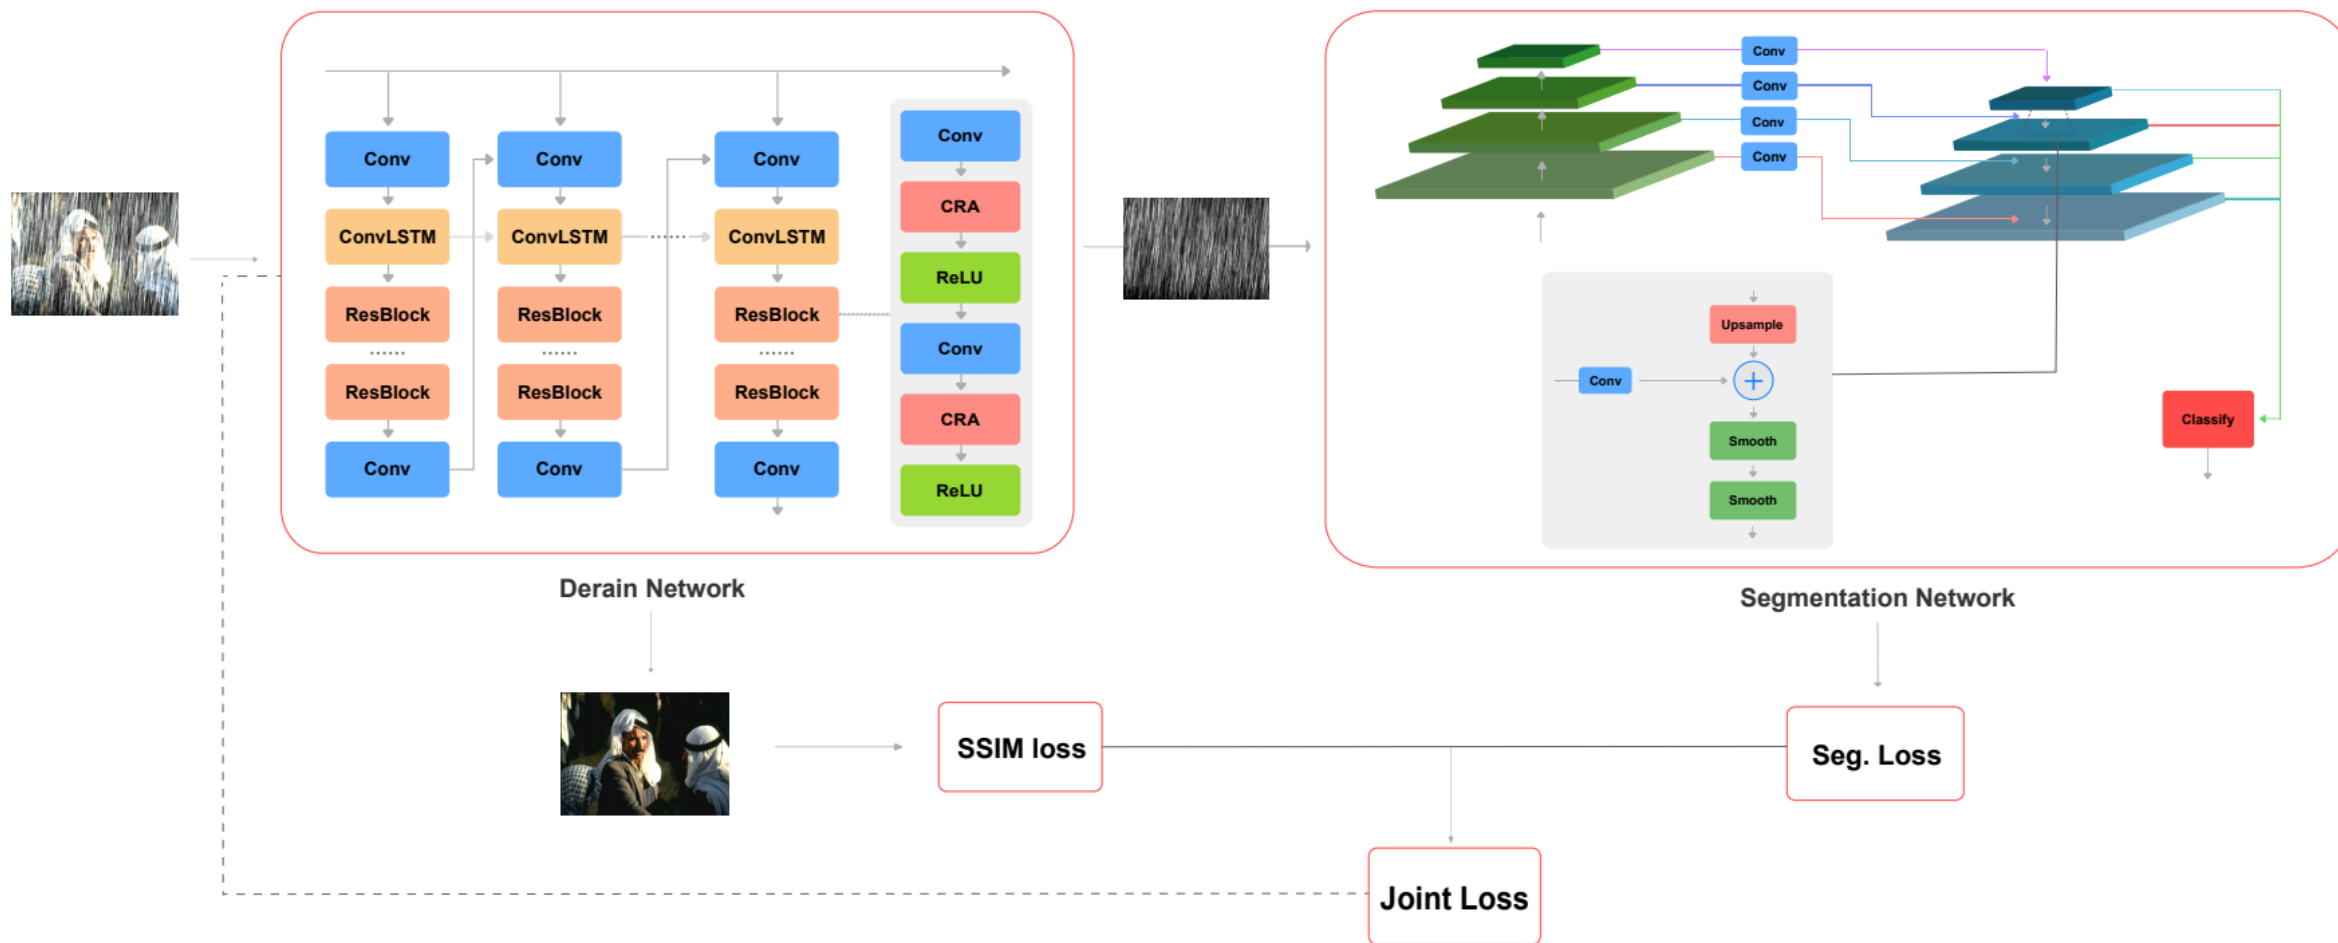 Conv
ConvLSTM
ResBlock
......
ResBlock
Conv
Conv
ConvLSTM
ResBlock
......
ResBlock
Conv
......
Conv
ConvLSTM
ResBlock
......
ResBlock
Conv
Conv
CRA
ReLU
Conv
CRA
ReLU
Derain Network
Conv
Conv
Conv
Conv
Upsample
Conv
+
Smooth
Smooth
Classify
Segmentation Network
SSIM loss
Seg. Loss
Joint Loss